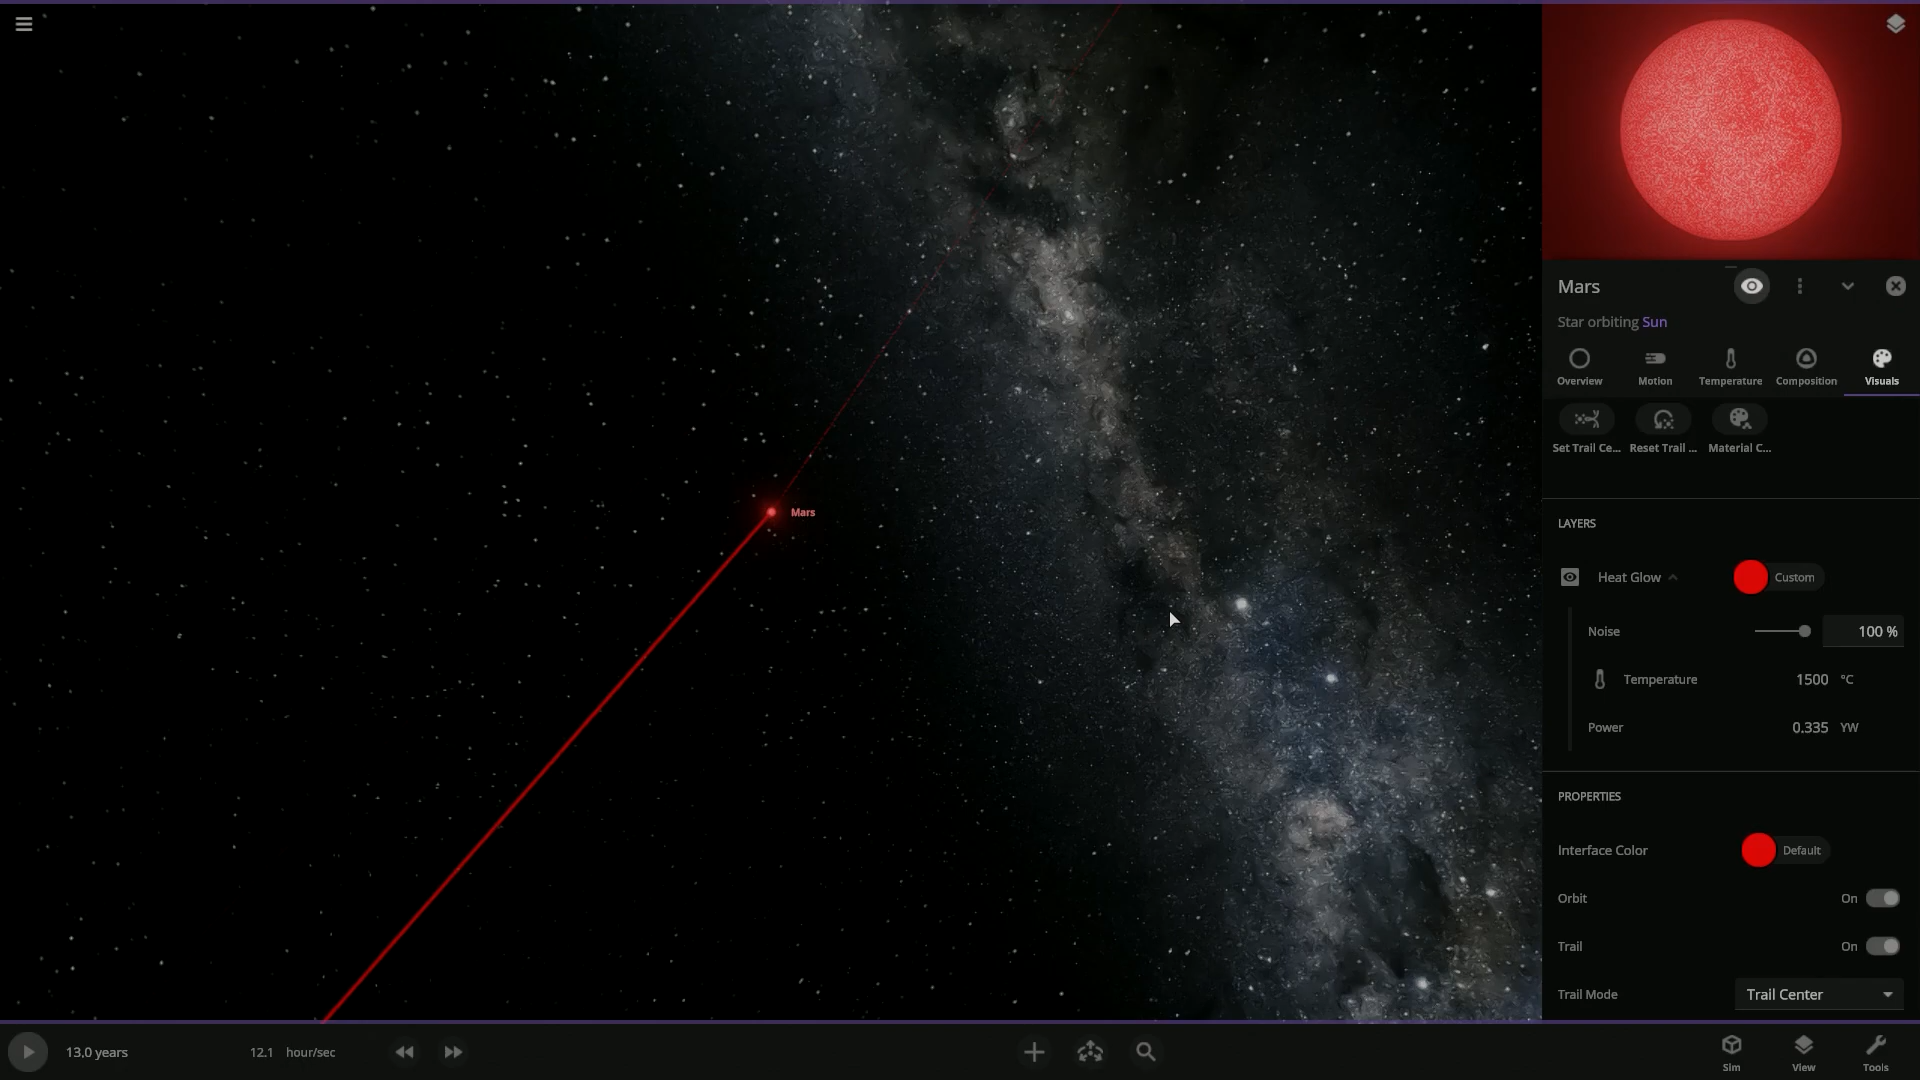 Mars
Star orbiting Sun
Overview Motion Temperature Composition Visuals
Set Trail Ce... Reset Trail ... Material C...
Mars
LAYERS
Heat Glow Custom
Noise 100 %
Temperature 1500 °C
Power 0.335 YW
PROPERTIES
Interface Color Default
Orbit On
Trail On
Trail Mode Trail Center
13.0 years 12.1 hour/sec
Sim View Tools